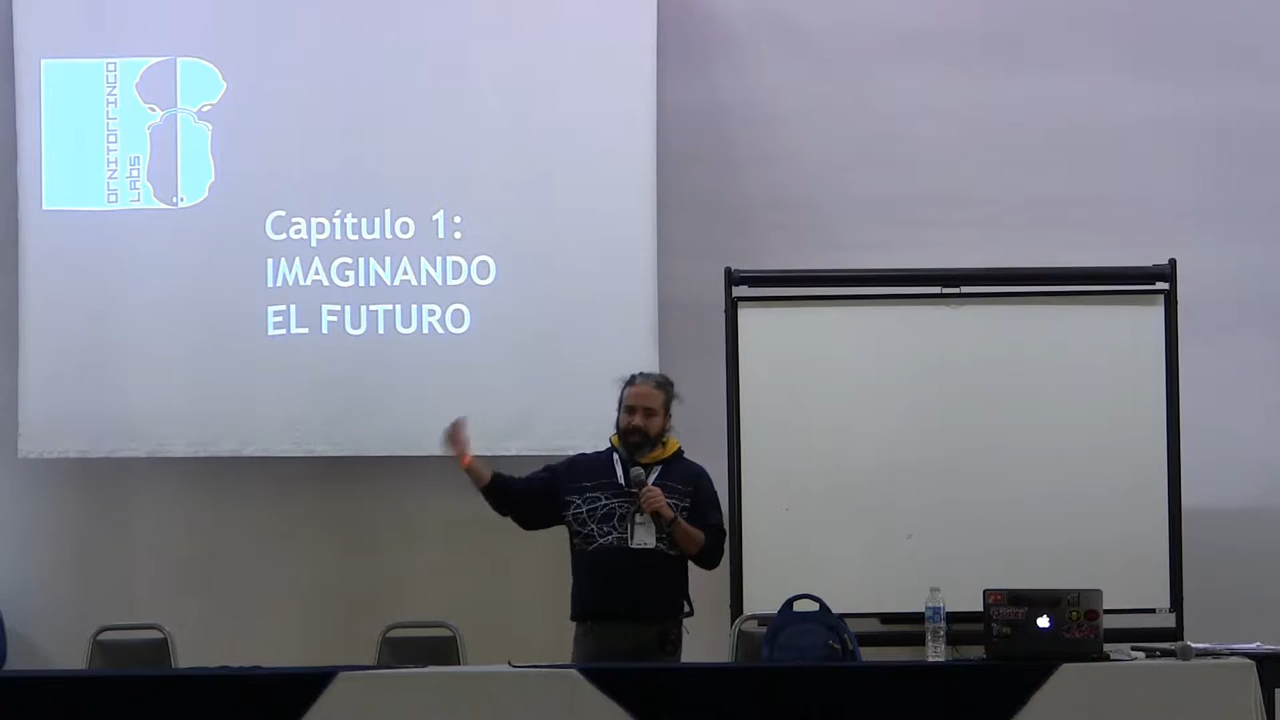 ornitorrinco
Labs
Capítulo 1:
IMAGINANDO
EL FUTURO